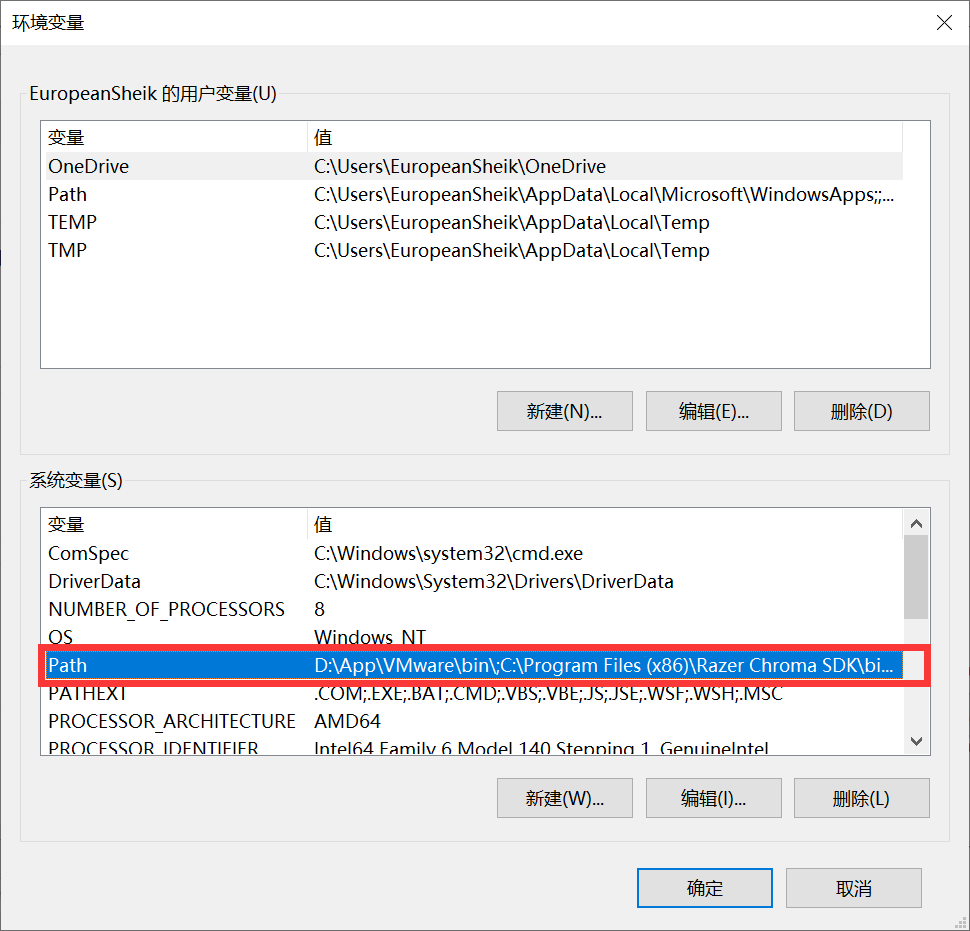 环境变量
EuropeanSheik 的用户变量(U)
变量 值
OneDrive C:\Users\EuropeanSheik\OneDrive
Path C:\Users\EuropeanSheik\AppData\Local\Microsoft\WindowsApps;;...
TEMP C:\Users\EuropeanSheik\AppData\Local\Temp
TMP C:\Users\EuropeanSheik\AppData\Local\Temp
新建(N)... 编辑(E)... 删除(D)
系统变量(S)
变量 值
ComSpec C:\Windows\system32\cmd.exe
DriverData C:\Windows\System32\Drivers\DriverData
NUMBER_OF_PROCESSORS 8
OS Windows_NT
Path D:\App\VMware\bin\;C:\Program Files (x86)\Razer Chroma SDK\bi...
PATHEXT .COM;.EXE;.BAT;.CMD;.VBS;.VBE;.JS;.JSE;.WSF;.WSH;.MSC
PROCESSOR_ARCHITECTURE AMD64
PROCESSOR_IDENTIFIER Intel64 Family 6 Model 140 Stepping 1, GenuineIntel
新建(W)... 编辑(I)... 删除(L)
确定 取消